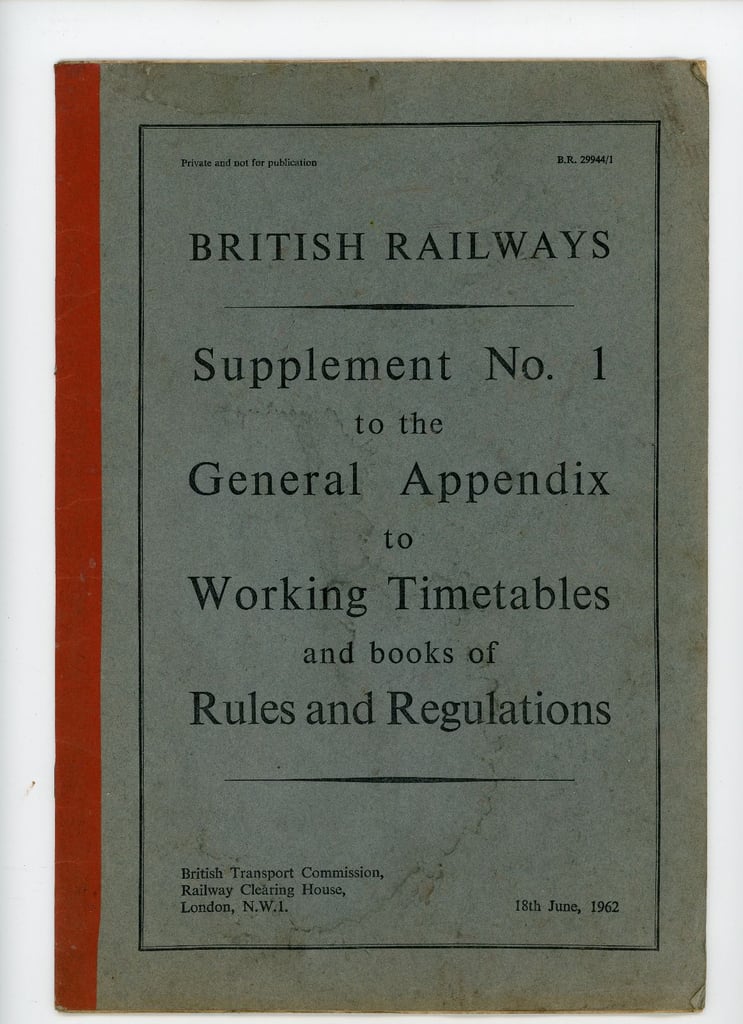 Private and not for publication
B.R. 29944/1
BRITISH RAILWAYS
Supplement No. 1
to the
General Appendix
to
Working Timetables
and books of
Rules and Regulations
British Transport Commission,
Railway Clearing House,
London, N.W.1.
18th June, 1962